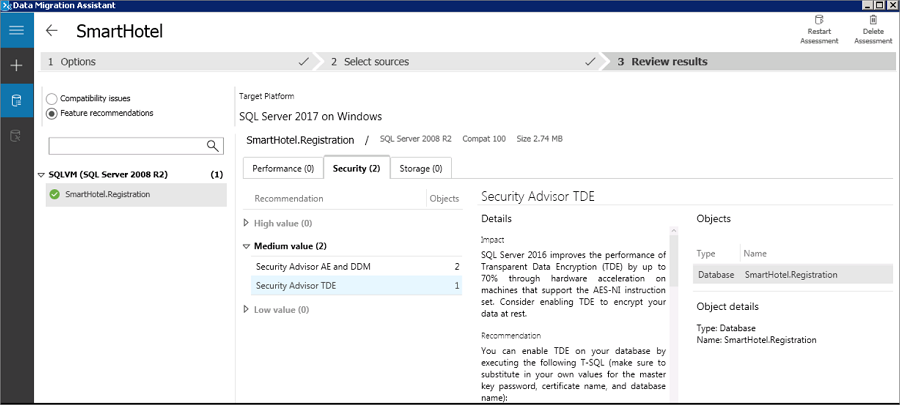 Data Migration Assistant
SmartHotel
Restart
Assessment
Delete
Assessment
1 Options
2 Select sources
3 Review results
Compatibility issues
Feature recommendations
Target Platform
SQL Server 2017 on Windows
SmartHotel.Registration / SQL Server 2008 R2 Compat 100 Size 2.74 MB
SQLVM (SQL Server 2008 R2) (1)
SmartHotel.Registration
Performance (0) Security (2) Storage (0)
Recommendation Objects
High value (0)
Medium value (2)
Security Advisor AE and DDM 2
Security Advisor TDE 1
Low value (0)
Security Advisor TDE
Details
Impact
SQL Server 2016 improves the performance of
Transparent Data Encryption (TDE) by up to
70% through hardware acceleration on
machines that support the AES-NI instruction
set. Consider enabling TDE to encrypt your
data at rest.
Recommendation
You can enable TDE on your database by
executing the following T-SQL (make sure to
substitute in your own values for the master
key password, certificate name, and database
name):
Objects
Type Name
Database SmartHotel.Registration
Object details
Type: Database
Name: SmartHotel.Registration